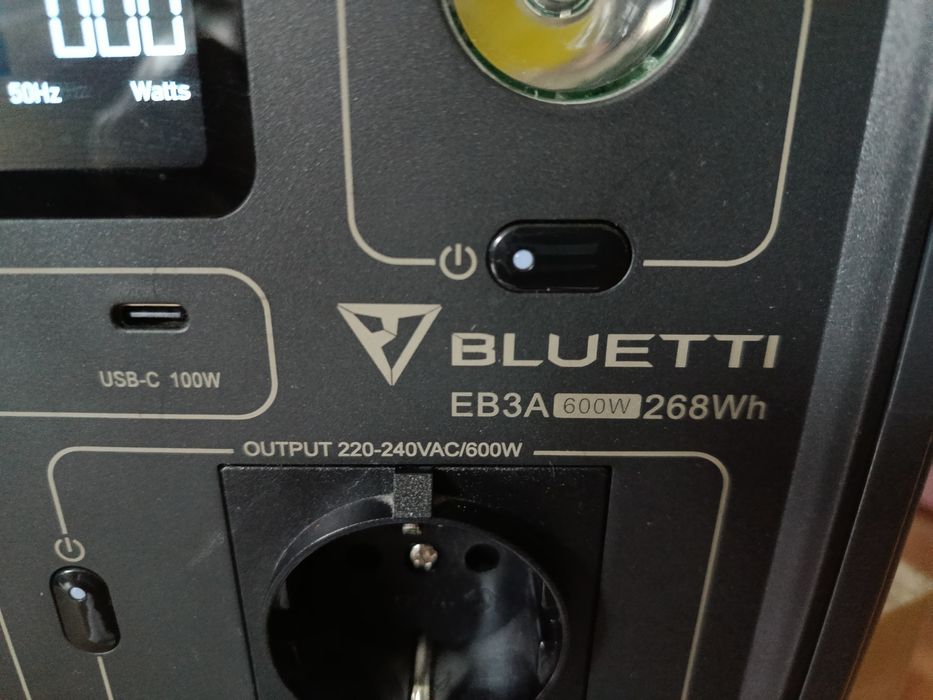 000
50Hz Watts
USB-C 100W
BLUETTI
EB3A 600W 268Wh
OUTPUT 220-240VAC/600W